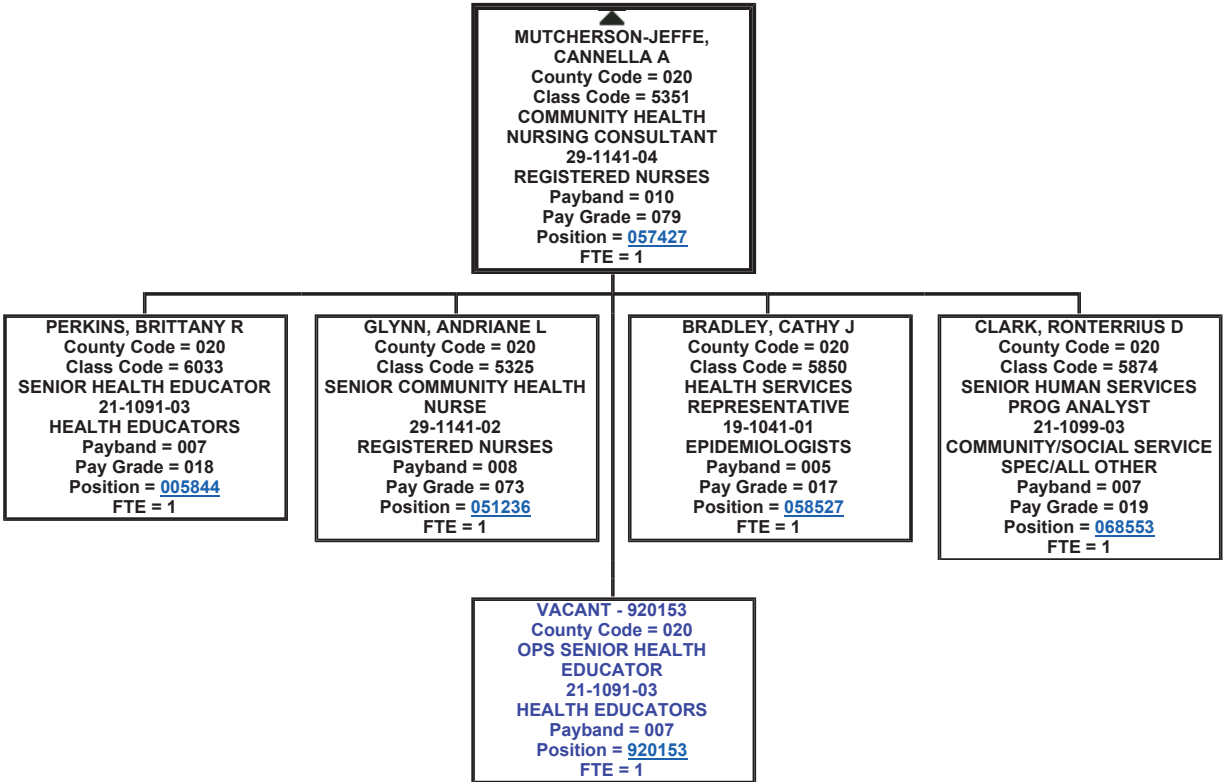 MUTCHERSON-JEFFE,
CANNELLA A
County Code = 020
Class Code = 5351
COMMUNITY HEALTH
NURSING CONSULTANT
29-1141-04
REGISTERED NURSES
Payband = 010
Pay Grade = 079
Position = 057427
FTE = 1
PERKINS, BRITTANY R
County Code = 020
Class Code = 6033
SENIOR HEALTH EDUCATOR
21-1091-03
HEALTH EDUCATORS
Payband = 007
Pay Grade = 018
Position = 005844
FTE = 1
GLYNN, ANDRIANE L
County Code = 020
Class Code = 5325
SENIOR COMMUNITY HEALTH
NURSE
29-1141-02
REGISTERED NURSES
Payband = 008
Pay Grade = 073
Position = 051236
FTE = 1
BRADLEY, CATHY J
County Code = 020
Class Code = 5850
HEALTH SERVICES
REPRESENTATIVE
19-1041-01
EPIDEMIOLOGISTS
Payband = 005
Pay Grade = 017
Position = 058527
FTE = 1
CLARK, RONTERRIUS D
County Code = 020
Class Code = 5874
SENIOR HUMAN SERVICES
PROG ANALYST
21-1099-03
COMMUNITY/SOCIAL SERVICE
SPEC/ALL OTHER
Payband = 007
Pay Grade = 019
Position = 068553
FTE = 1
VACANT - 920153
County Code = 020
OPS SENIOR HEALTH
EDUCATOR
21-1091-03
HEALTH EDUCATORS
Payband = 007
Position = 920153
FTE = 1